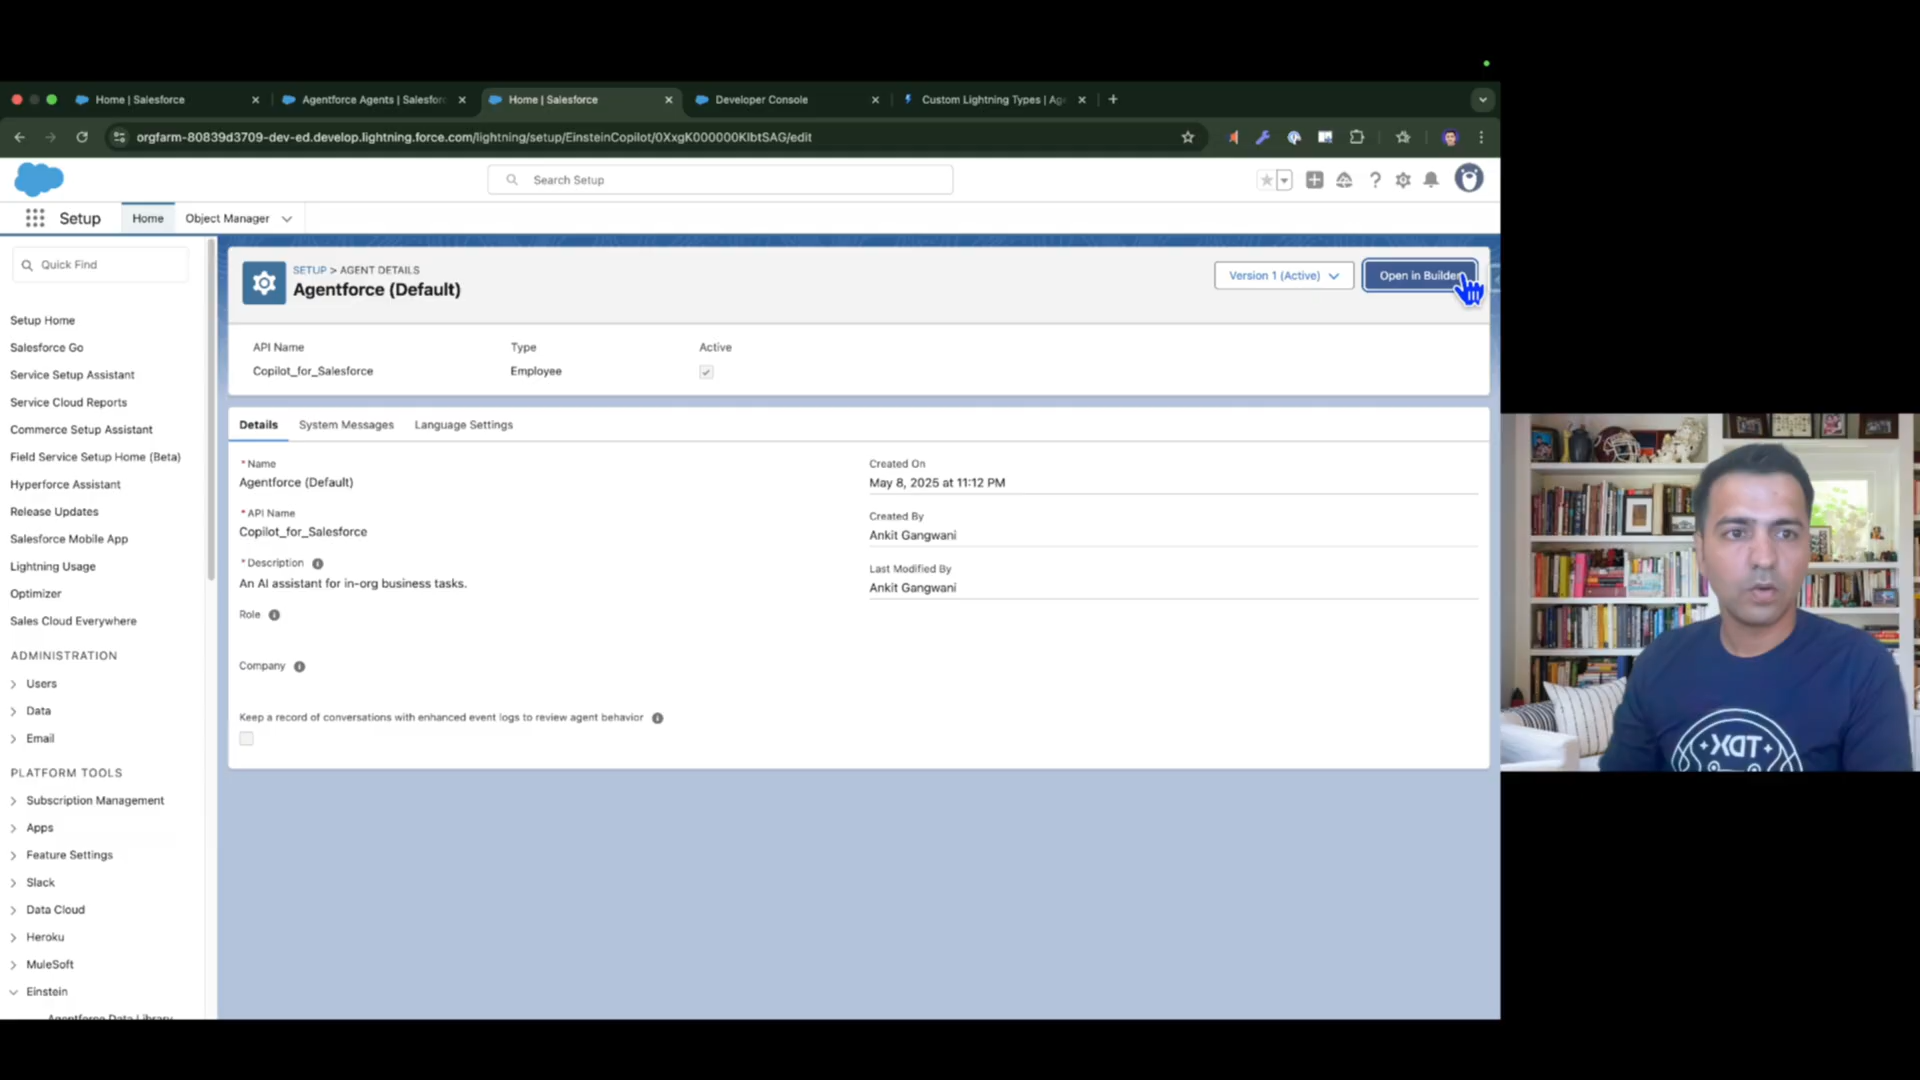 Home | Salesforce
Agentforce Agents | Salesfor
Home | Salesforce
Developer Console
Custom Lightning Types | Ag
orgfarm-80839d3709-dev-ed.develop.lightning.force.com/lightning/setup/EinsteinCopilot/0XxgK000000KlbtSAG/edit
Search Setup
Setup
Home
Object Manager
Quick Find
Setup Home
Salesforce Go
Service Setup Assistant
Service Cloud Reports
Commerce Setup Assistant
Field Service Setup Home (Beta)
Hyperforce Assistant
Release Updates
Salesforce Mobile App
Lightning Usage
Optimizer
Sales Cloud Everywhere
ADMINISTRATION
Users
Data
Email
PLATFORM TOOLS
Subscription Management
Apps
Feature Settings
Slack
Data Cloud
Heroku
MuleSoft
Einstein
Agentforce Data Library
SETUP > AGENT DETAILS
Agentforce (Default)
Version 1 (Active)
Open in Builder
API Name
Copilot_for_Salesforce
Type
Employee
Active
Details
System Messages
Language Settings
* Name
Agentforce (Default)
* API Name
Copilot_for_Salesforce
* Description
An AI assistant for in-org business tasks.
Role
Company
Keep a record of conversations with enhanced event logs to review agent behavior
Created On
May 8, 2025 at 11:12 PM
Created By
Ankit Gangwani
Last Modified By
Ankit Gangwani
TDX